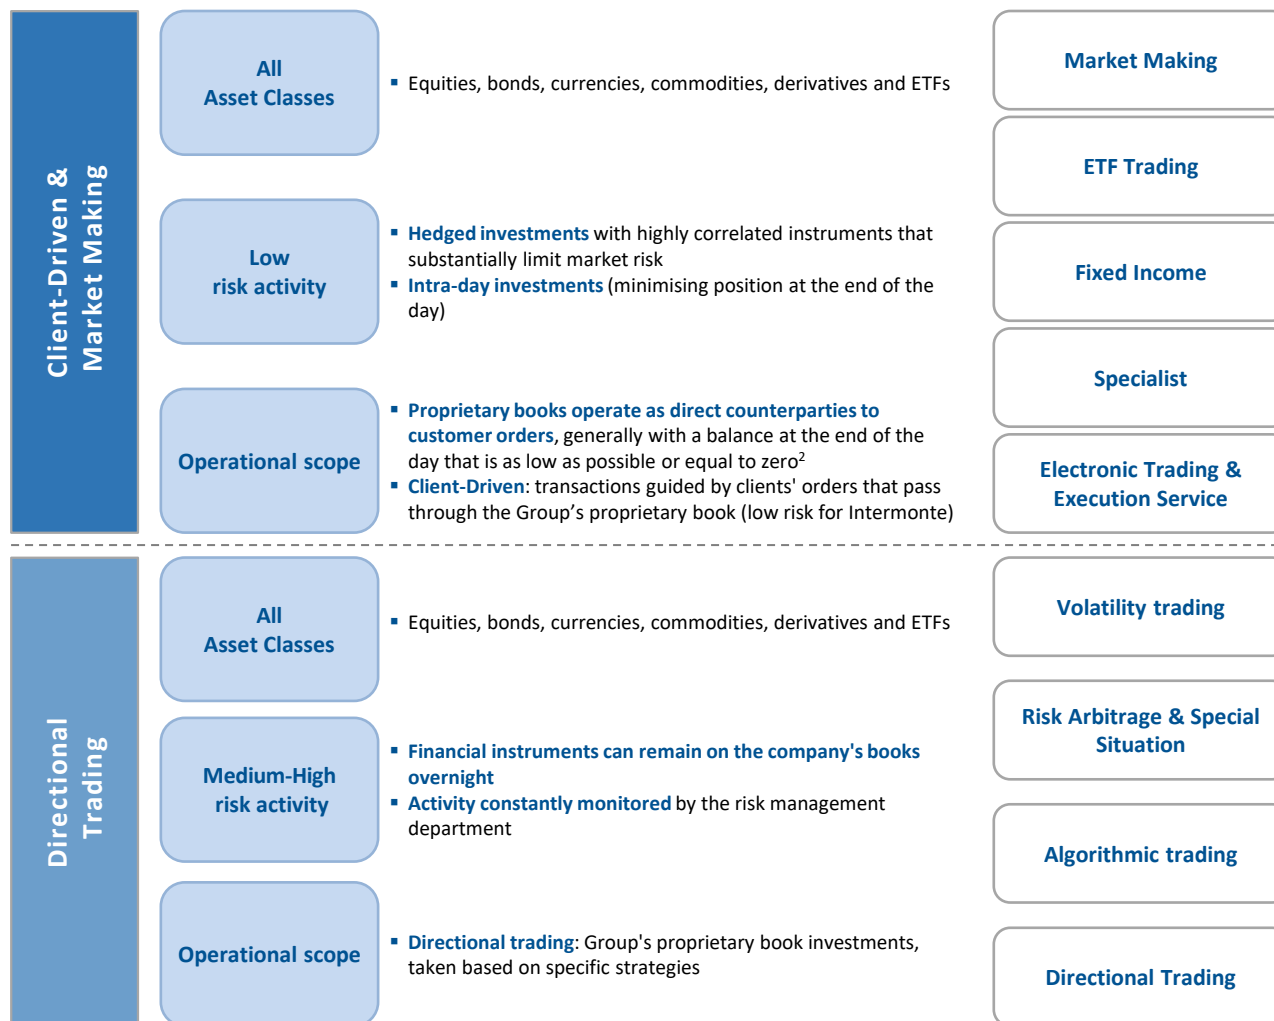 Client-Driven &
Market Making
All
Asset Classes
▪ Equities, bonds, currencies, commodities, derivatives and ETFs
Low
risk activity
▪ Hedged investments with highly correlated instruments that
substantially limit market risk
▪ Intra-day investments (minimising position at the end of the
day)
Operational scope
▪ Proprietary books operate as direct counterparties to
customer orders, generally with a balance at the end of the
day that is as low as possible or equal to zero²
▪ Client-Driven: transactions guided by clients' orders that pass
through the Group’s proprietary book (low risk for Intermonte)
Market Making
ETF Trading
Fixed Income
Specialist
Electronic Trading &
Execution Service
Directional
Trading
All
Asset Classes
▪ Equities, bonds, currencies, commodities, derivatives and ETFs
Medium-High
risk activity
▪ Financial instruments can remain on the company's books
overnight
▪ Activity constantly monitored by the risk management
department
Operational scope
▪ Directional trading: Group's proprietary book investments,
taken based on specific strategies
Volatility trading
Risk Arbitrage & Special
Situation
Algorithmic trading
Directional Trading